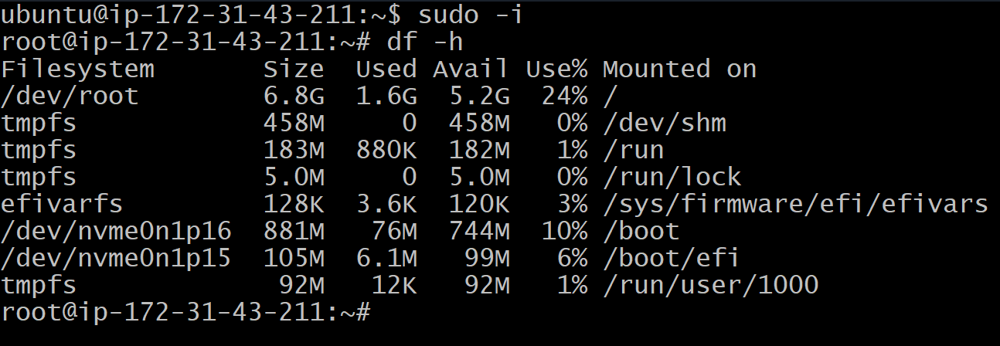 ubuntu@ip-172-31-43-211:~$ sudo -i
root@ip-172-31-43-211:~# df -h
Filesystem       Size  Used Avail Use% Mounted on
/dev/root        6.8G  1.6G  5.2G  24% /
tmpfs            458M     0  458M   0% /dev/shm
tmpfs            183M  880K  182M   1% /run
tmpfs            5.0M     0  5.0M   0% /run/lock
efivarfs         128K  3.6K  120K   3% /sys/firmware/efi/efivars
/dev/nvme0n1p16  881M   76M  744M  10% /boot
/dev/nvme0n1p15  105M  6.1M   99M   6% /boot/efi
tmpfs             92M   12K   92M   1% /run/user/1000
root@ip-172-31-43-211:~#